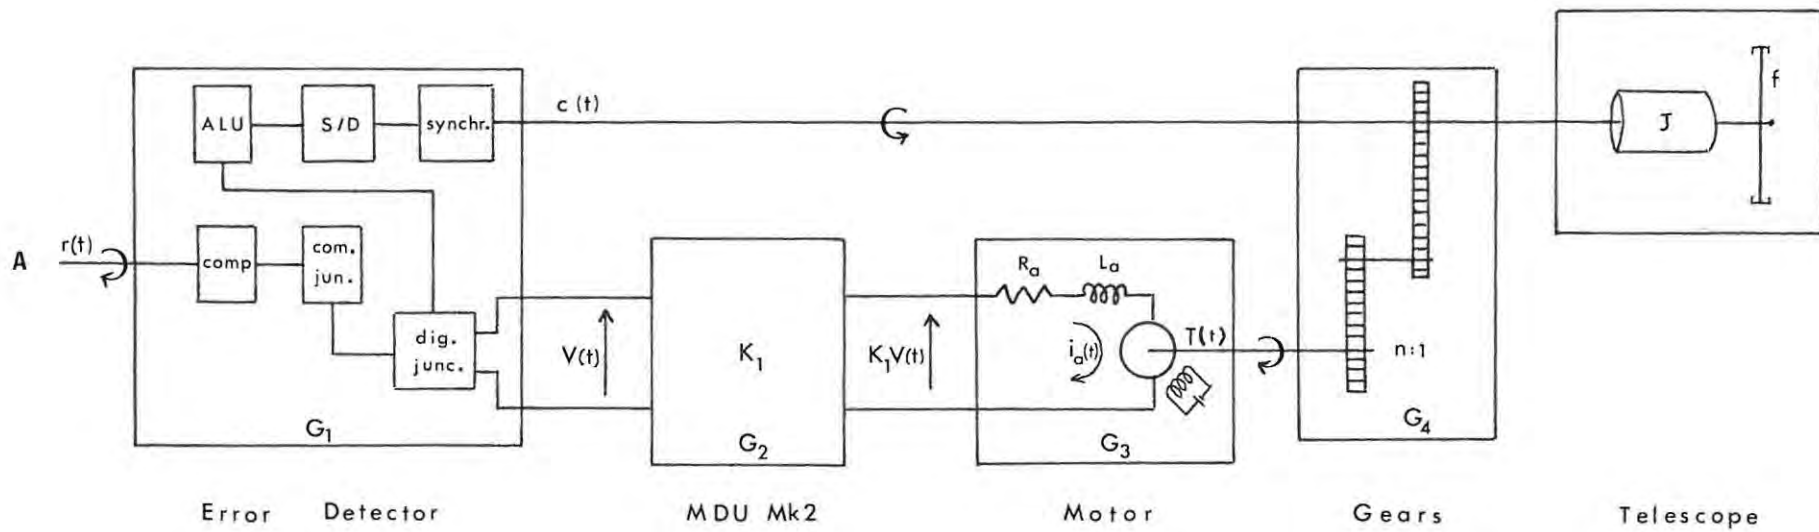 ALU
S/D
synchr.
c(t)
J
f
A
r(t)
comp
com.
jun.
dig.
junc.
V(t)
K₁
K₁V(t)
Rₐ
Lₐ
iₐ(t)
T(t)
n:1
G₁
G₂
G₃
G₄
Error Detector
MDU Mk2
Motor
Gears
Telescope